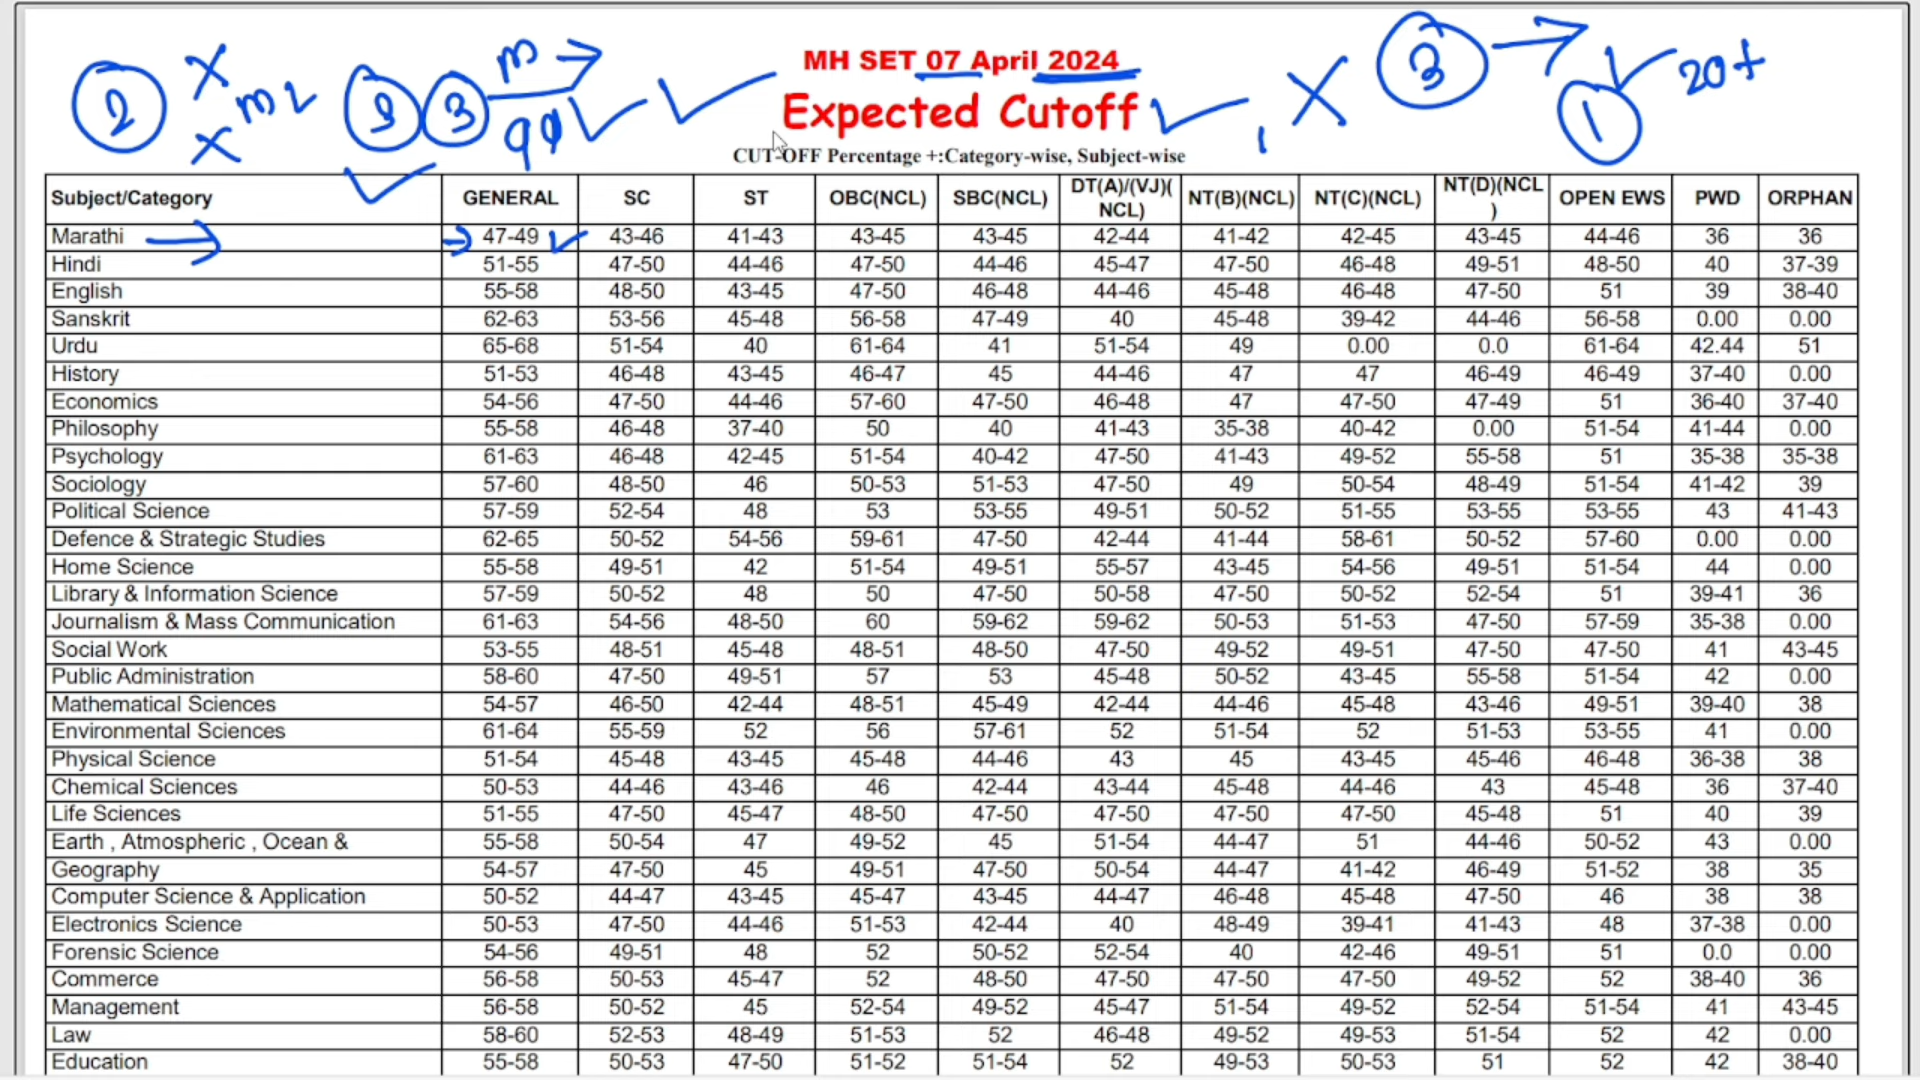 2 x x m 2 3 m 90 3 1 20+
MH SET 07 April 2024
Expected Cutoff
CUT-OFF Percentage +:Category-wise, Subject-wise
Subject/Category GENERAL SC ST OBC(NCL) SBC(NCL) DT(A)/(VJ)(NCL) NT(B)(NCL) NT(C)(NCL) NT(D)(NCL) OPEN EWS PWD ORPHAN
Marathi 47-49 43-46 41-43 43-45 43-45 42-44 41-42 42-45 43-45 44-46 36 36
Hindi 51-55 47-50 44-46 47-50 44-46 45-47 47-50 46-48 49-51 48-50 40 37-39
English 55-58 48-50 43-45 47-50 46-48 44-46 45-48 46-48 47-50 51 39 38-40
Sanskrit 62-63 53-56 45-48 56-58 47-49 40 45-48 39-42 44-46 56-58 0.00 0.00
Urdu 65-68 51-54 40 61-64 41 51-54 49 0.00 0.0 61-64 42.44 51
History 51-53 46-48 43-45 46-47 45 44-46 47 47 46-49 46-49 37-40 0.00
Economics 54-56 47-50 44-46 57-60 47-50 46-48 47 47-50 47-49 51 36-40 37-40
Philosophy 55-58 46-48 37-40 50 40 41-43 35-38 40-42 0.00 51-54 41-44 0.00
Psychology 61-63 46-48 42-45 51-54 40-42 47-50 41-43 49-52 55-58 51 35-38 35-38
Sociology 57-60 48-50 46 50-53 51-53 47-50 49 50-54 48-49 51-54 41-42 39
Political Science 57-59 52-54 48 53 53-55 49-51 50-52 51-55 53-55 53-55 43 41-43
Defence & Strategic Studies 62-65 50-52 54-56 59-61 47-50 42-44 41-44 58-61 50-52 57-60 0.00 0.00
Home Science 55-58 49-51 42 51-54 49-51 55-57 43-45 54-56 49-51 51-54 44 0.00
Library & Information Science 57-59 50-52 48 50 47-50 50-58 47-50 50-52 52-54 51 39-41 36
Journalism & Mass Communication 61-63 54-56 48-50 60 59-62 59-62 50-53 51-53 47-50 57-59 35-38 0.00
Social Work 53-55 48-51 45-48 48-51 48-50 47-50 49-52 49-51 47-50 47-50 41 43-45
Public Administration 58-60 47-50 49-51 57 53 45-48 50-52 43-45 55-58 51-54 42 0.00
Mathematical Sciences 54-57 46-50 42-44 48-51 45-49 42-44 44-46 45-48 43-46 49-51 39-40 38
Environmental Sciences 61-64 55-59 52 56 57-61 52 51-54 52 51-53 53-55 41 0.00
Physical Science 51-54 45-48 43-45 45-48 44-46 43 45 43-45 45-46 46-48 36-38 38
Chemical Sciences 50-53 44-46 43-46 46 42-44 43-44 45-48 44-46 43 45-48 36 37-40
Life Sciences 51-55 47-50 45-47 48-50 47-50 47-50 47-50 47-50 45-48 51 40 39
Earth , Atmospheric , Ocean & 55-58 50-54 47 49-52 45 51-54 44-47 51 44-46 50-52 43 0.00
Geography 54-57 47-50 45 49-51 47-50 50-54 44-47 41-42 46-49 51-52 38 35
Computer Science & Application 50-52 44-47 43-45 45-47 43-45 44-47 46-48 45-48 47-50 46 38 38
Electronics Science 50-53 47-50 44-46 51-53 42-44 40 48-49 39-41 41-43 48 37-38 0.00
Forensic Science 54-56 49-51 48 52 50-52 52-54 40 42-46 49-51 51 0.0 0.00
Commerce 56-58 50-53 45-47 52 48-50 47-50 47-50 47-50 49-52 52 38-40 36
Management 56-58 50-52 45 52-54 49-52 45-47 51-54 49-52 52-54 51-54 41 43-45
Law 58-60 52-53 48-49 51-53 52 46-48 49-52 49-53 51-54 52 42 0.00
Education 55-58 50-53 47-50 51-52 51-54 52 49-53 50-53 51 52 42 38-40